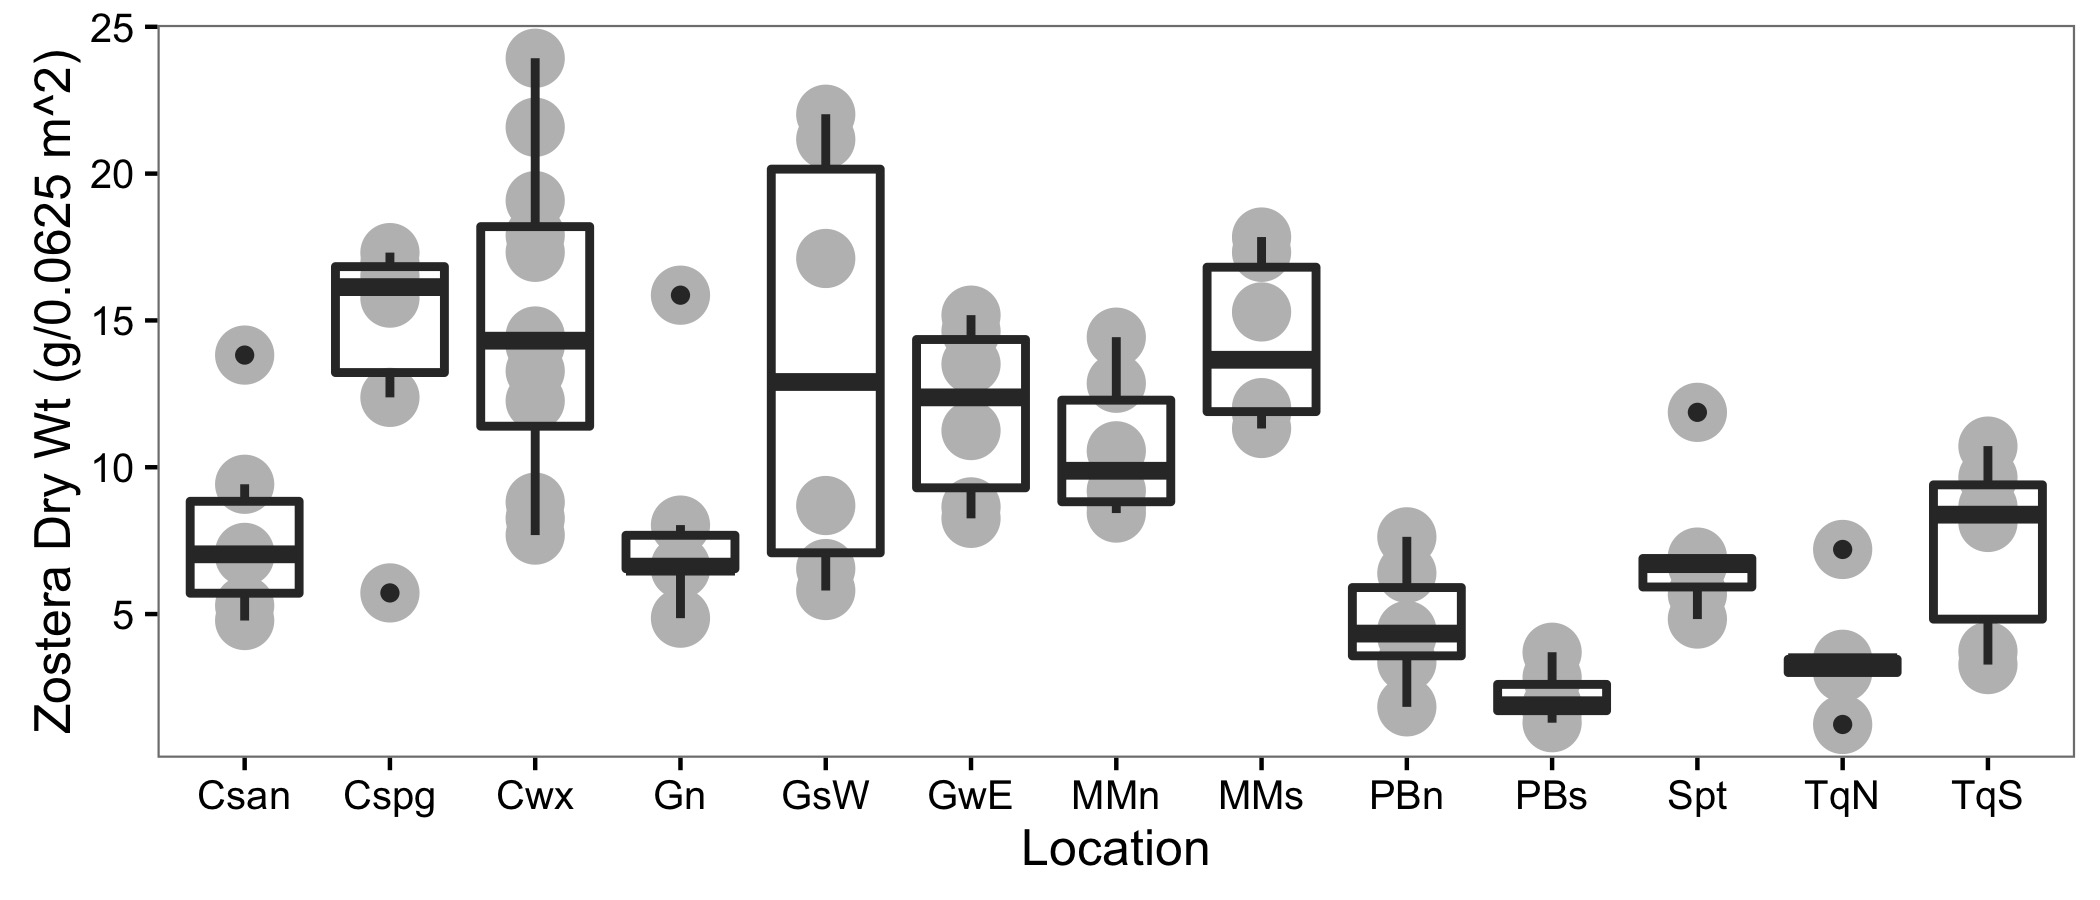 Zostera Dry Wt (g/0.0625 m^2)
25
20
15
10
5
Csan Cspg Cwx Gn GsW GwE MMn MMs PBn PBs Spt TqN TqS
Location